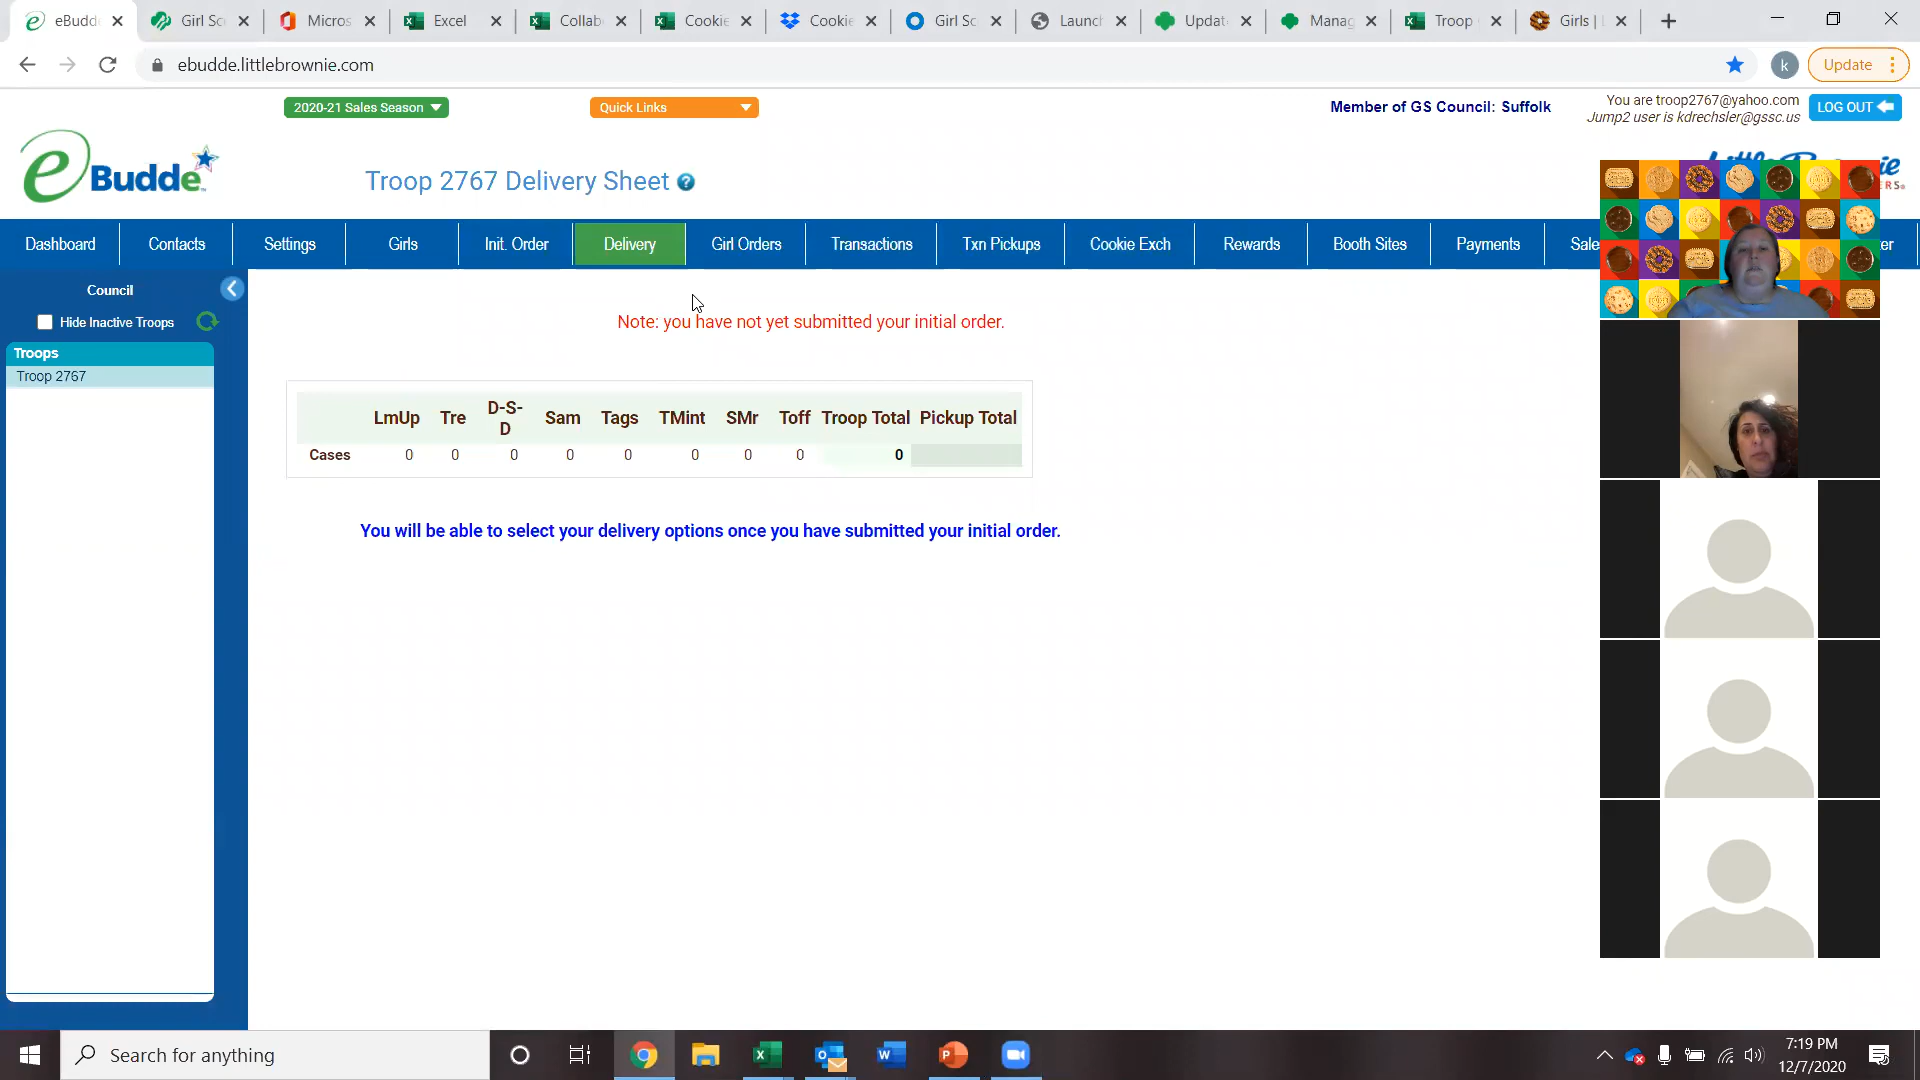 eBudde
Girl Sc
Micros
Excel
Collab
Cookie
Cookie
Girl Sc
Launch
Updat
Manag
Troop
Girls |
ebudde.littlebrownie.com
k
Update
2020-21 Sales Season
Quick Links
Member of GS Council: Suffolk
You are troop2767@yahoo.com
Jump2 user is kdrechsler@gssc.us
LOG OUT
eBudde
Troop 2767 Delivery Sheet ?
Dashboard Contacts Settings Girls Init. Order Delivery Girl Orders Transactions Txn Pickups Cookie Exch Rewards Booth Sites Payments
Council
Hide Inactive Troops
Troops
Troop 2767
Note: you have not yet submitted your initial order.
LmUp Tre D-S-D Sam Tags TMint SMr Toff Troop Total Pickup Total
Cases 0 0 0 0 0 0 0 0 0
You will be able to select your delivery options once you have submitted your initial order.
Search for anything
7:19 PM
12/7/2020